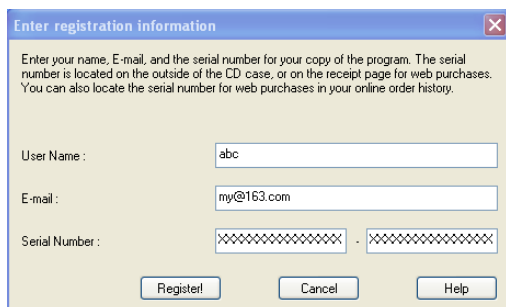 Enter registration information
Enter your name, E-mail, and the serial number for your copy of the program. The serial
number is located on the outside of the CD case, or on the receipt page for web purchases.
You can also locate the serial number for web purchases in your online order history.
User Name : abc
E-mail : my@163.com
Serial Number : XXXXXXXXXXXXXXXX - XXXXXXXXXXXXXXXX
Register! Cancel Help